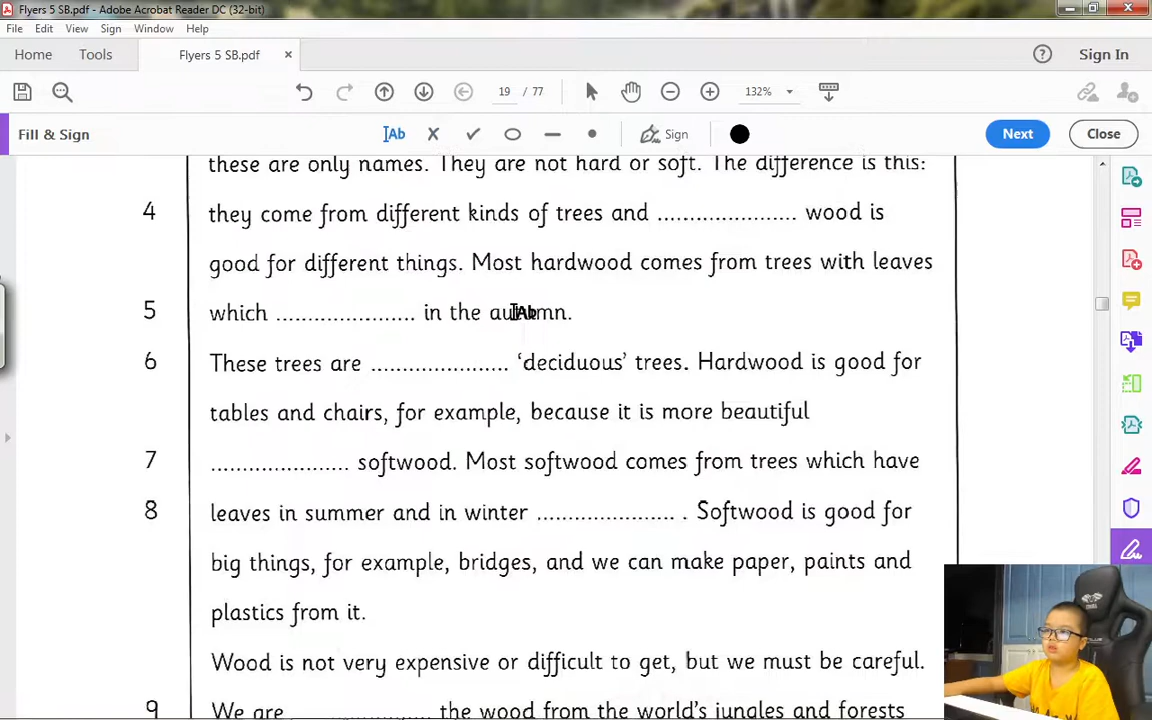 Flyers 5 SB.pdf - Adobe Acrobat Reader DC (32-bit)
File Edit View Sign Window Help
Home Tools Flyers 5 SB.pdf × ? Sign In
19 / 77 132%
Fill & Sign Ab Sign Next Close
these are only names. They are not hard or soft. The difference is this:
4 they come from different kinds of trees and ...................... wood is
good for different things. Most hardwood comes from trees with leaves
5 which ...................... in the autumn.
6 These trees are ...................... 'deciduous' trees. Hardwood is good for
tables and chairs, for example, because it is more beautiful
7 ...................... softwood. Most softwood comes from trees which have
8 leaves in summer and in winter ...................... . Softwood is good for
big things, for example, bridges, and we can make paper, paints and
plastics from it.
Wood is not very expensive or difficult to get, but we must be careful.
9 We are ...................... the wood from the world's jungles and forests